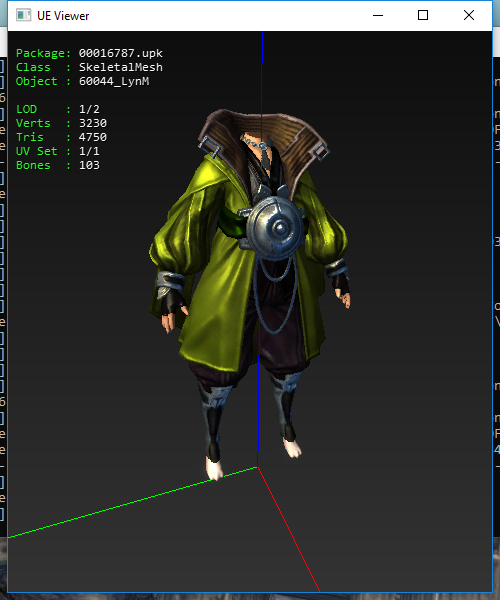 UE Viewer
Package: 00016787.upk
Class : SkeletalMesh
Object : 60044_LynM
LOD : 1/2
Verts : 3230
Tris : 4750
UV Set : 1/1
Bones : 103